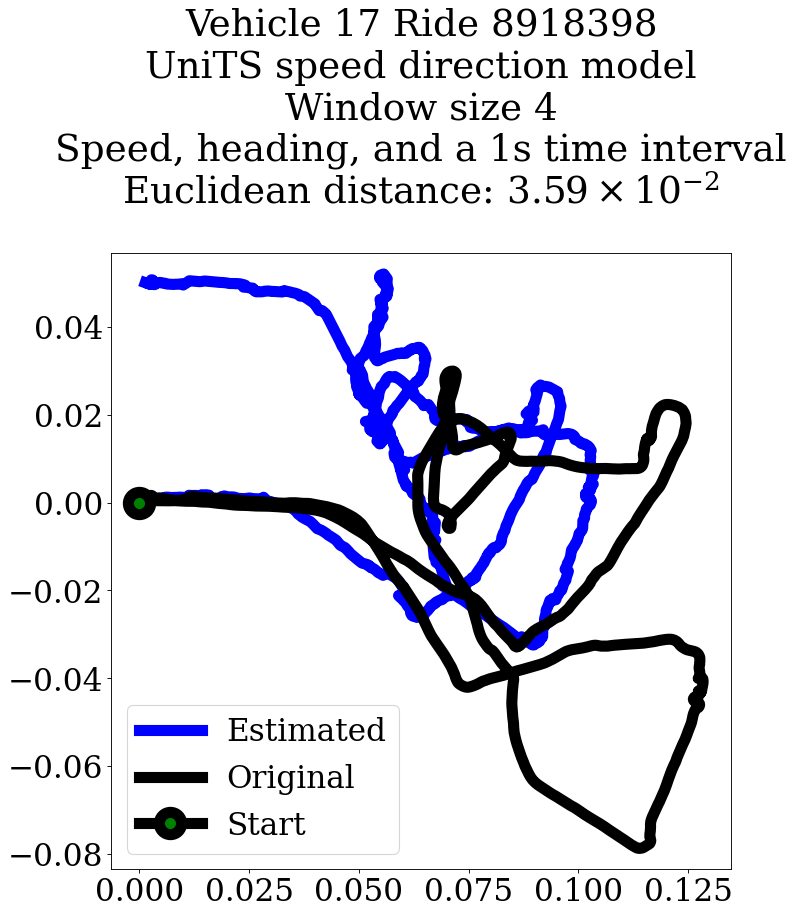 Vehicle 17 Ride 8918398
UniTS speed direction model
Window size 4
Speed, heading, and a 1s time interval
Euclidean distance: 3.59 × 10⁻²
0.04
0.02
0.00
−0.02
−0.04
−0.06
−0.08
Estimated
Original
Start
0.000 0.025 0.050 0.075 0.100 0.125